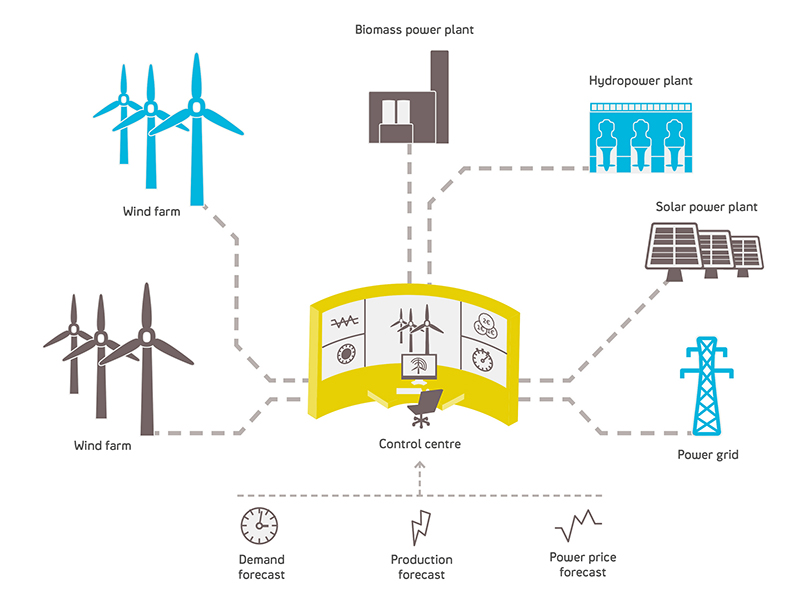 Biomass power plant
Hydropower plant
Wind farm
Solar power plant
Wind farm
Control centre
Power grid
Demand
forecast
Production
forecast
Power price
forecast